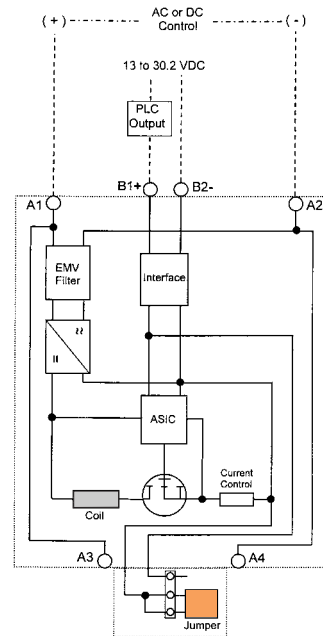 AC or DC
Control
(+)
(-)
13 to 30.2 VDC
PLC
Output
B1+
B2-
A1
A2
EMV
Filter
Interface
=
≈
ASIC
Current
Control
Coil
A3
A4
Jumper